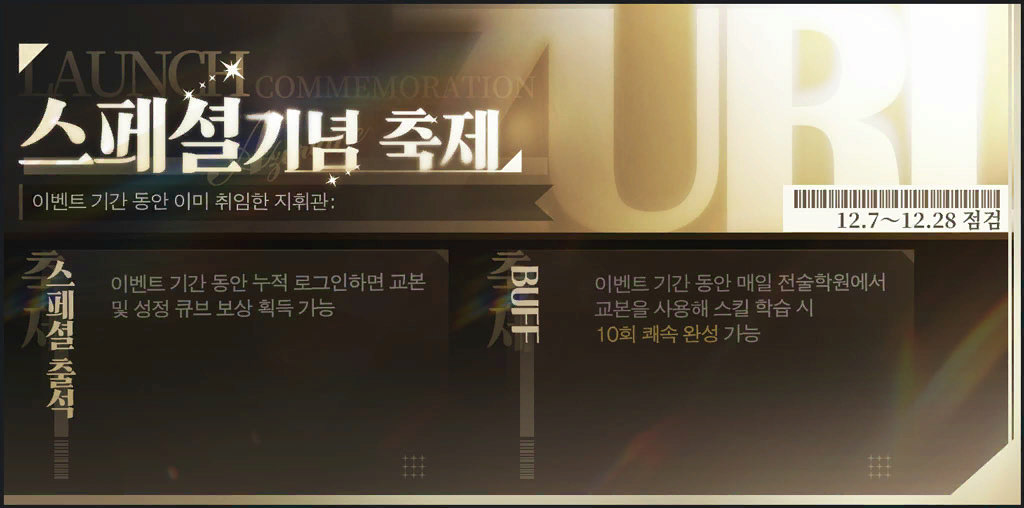 LAUNCH
COMMEMORATION
스페셜기념 축제
이벤트 기간 동안 이미 취임한 지휘관:
12.7~12.28 점검
축제
스페셜 출석
이벤트 기간 동안 누적 로그인하면 교본
및 성정 큐브 보상 획득 가능
축제
BUFF
이벤트 기간 동안 매일 전술학원에서
교본을 사용해 스킬 학습 시
10회 쾌속 완성 가능